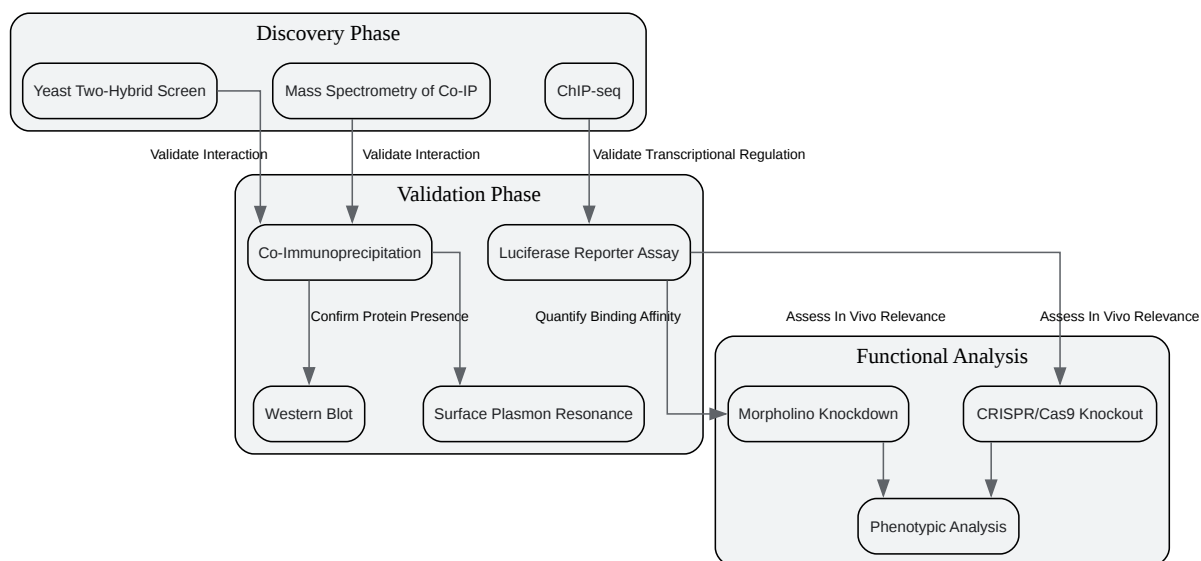 Discovery Phase
Yeast Two-Hybrid Screen
Mass Spectrometry of Co-IP
ChIP-seq
Validate Interaction
Validate Interaction
Validate Transcriptional Regulation
Validation Phase
Co-Immunoprecipitation
Luciferase Reporter Assay
Confirm Protein Presence
Quantify Binding Affinity
Assess In Vivo Relevance
Assess In Vivo Relevance
Functional Analysis
Western Blot
Surface Plasmon Resonance
Morpholino Knockdown
CRISPR/Cas9 Knockout
Phenotypic Analysis